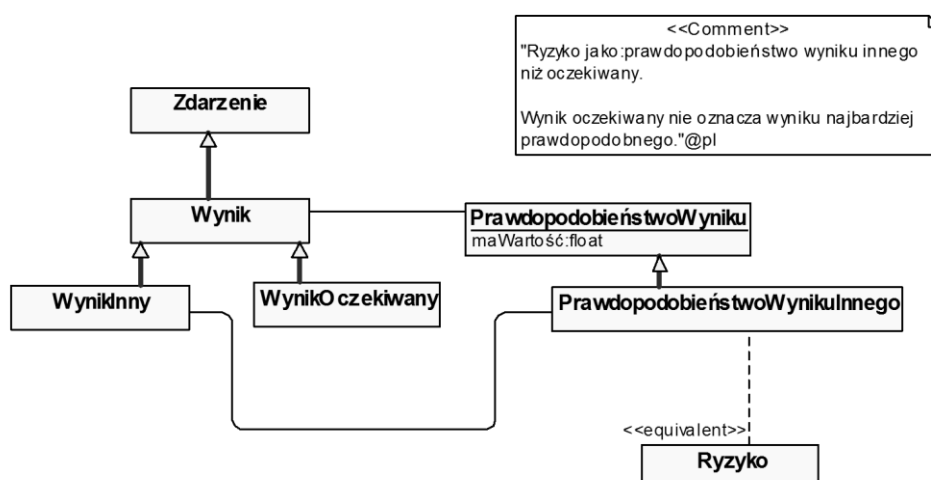 <<Comment>>
"Ryzyko jako:prawdopodobieństwo wyniku innego
niż oczekiwany.
Wynik oczekiwany nie oznacza wyniku najbardziej
prawdopodobnego."@pl
Zdarzenie
Wynik
PrawdopodobieństwoWyniku
maWartość:float
WynikInny
WynikOczekiwany
PrawdopodobieństwoWynikuInnego
<<equivalent>>
Ryzyko